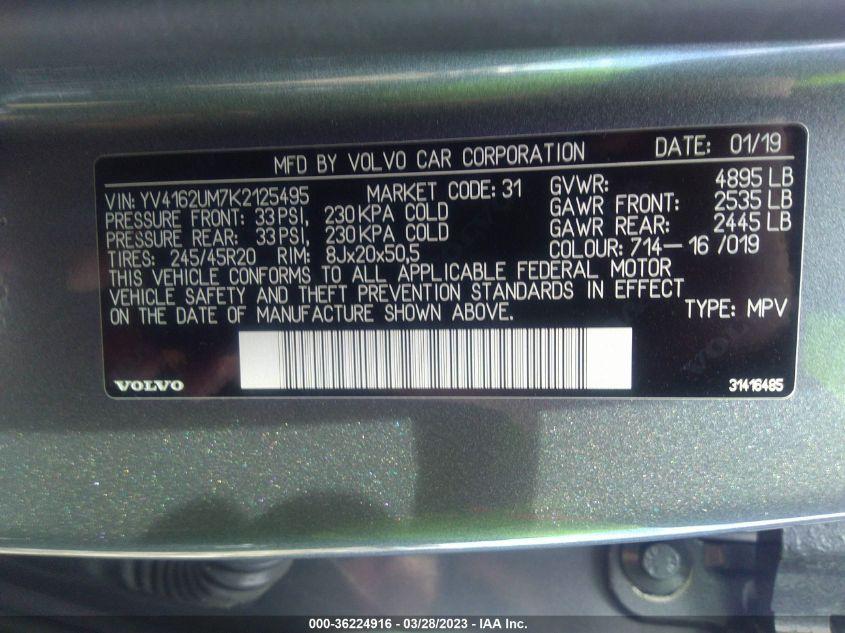 MFD BY VOLVO CAR CORPORATION DATE: 01/19
VIN: YV4162UM7K2125495 MARKET CODE: 31 GVWR: 4895 LB
PRESSURE FRONT: 33 PSI, 230 KPA COLD GAWR FRONT: 2535 LB
PRESSURE REAR: 33 PSI, 230 KPA COLD GAWR REAR: 2445 LB
TIRES: 245/45R20 RIM: 8Jx20x50,5 COLOUR: 714-16 /019
THIS VEHICLE CONFORMS TO ALL APPLICABLE FEDERAL MOTOR
VEHICLE SAFETY AND THEFT PREVENTION STANDARDS IN EFFECT
ON THE DATE OF MANUFACTURE SHOWN ABOVE. TYPE: MPV
VOLVO 31416485
000-36224916 | 03/28/2023 | IAA Inc.